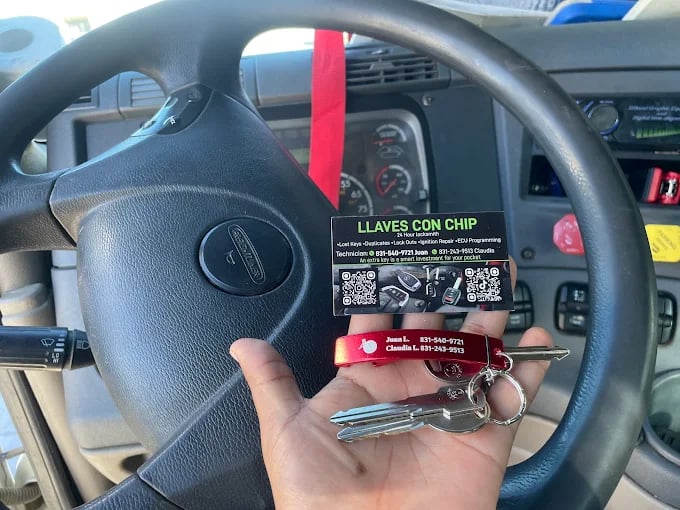 LLAVES CON CHIP
24 Hour locksmith
•Lost Keys •Duplicates •Lock Outs •Ignition Repair •ECU Programming
Technician: 831-540-9721 Juan 831-243-9513 Claudia
An extra key is a smart investment for your pocket
Juan L. 831-540-9721
Claudia L. 831-243-9513